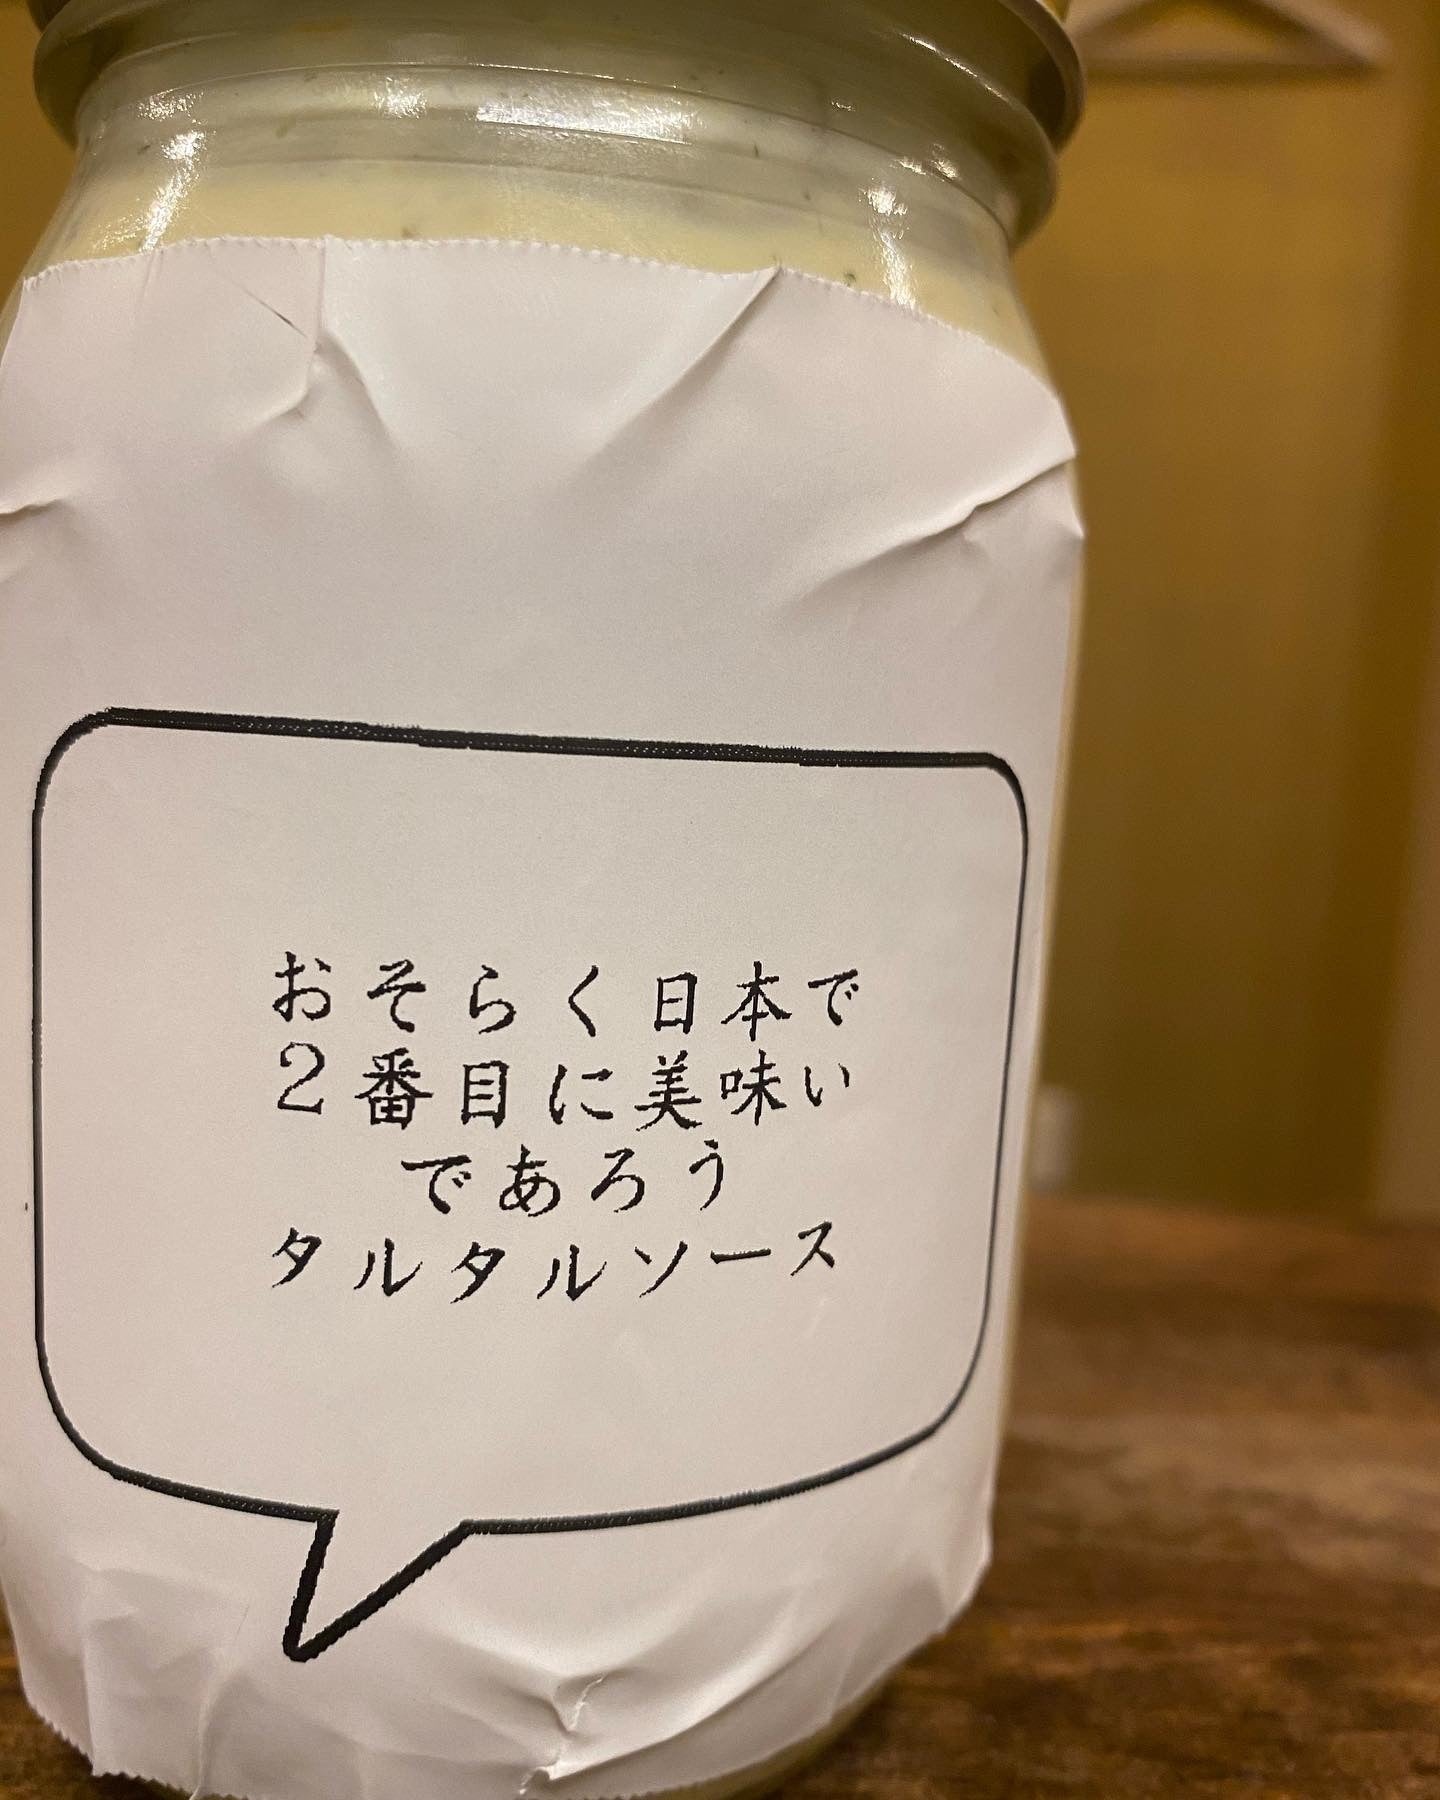 おそらく日本で
2番目に美味い
であろう
タルタルソース